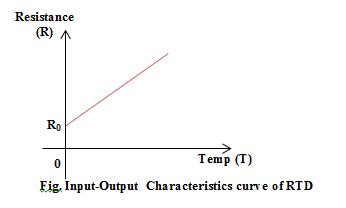 Resistance
(R)
R0
0
Temp (T)
Fig. Input-Output Characteristics curve of RTD